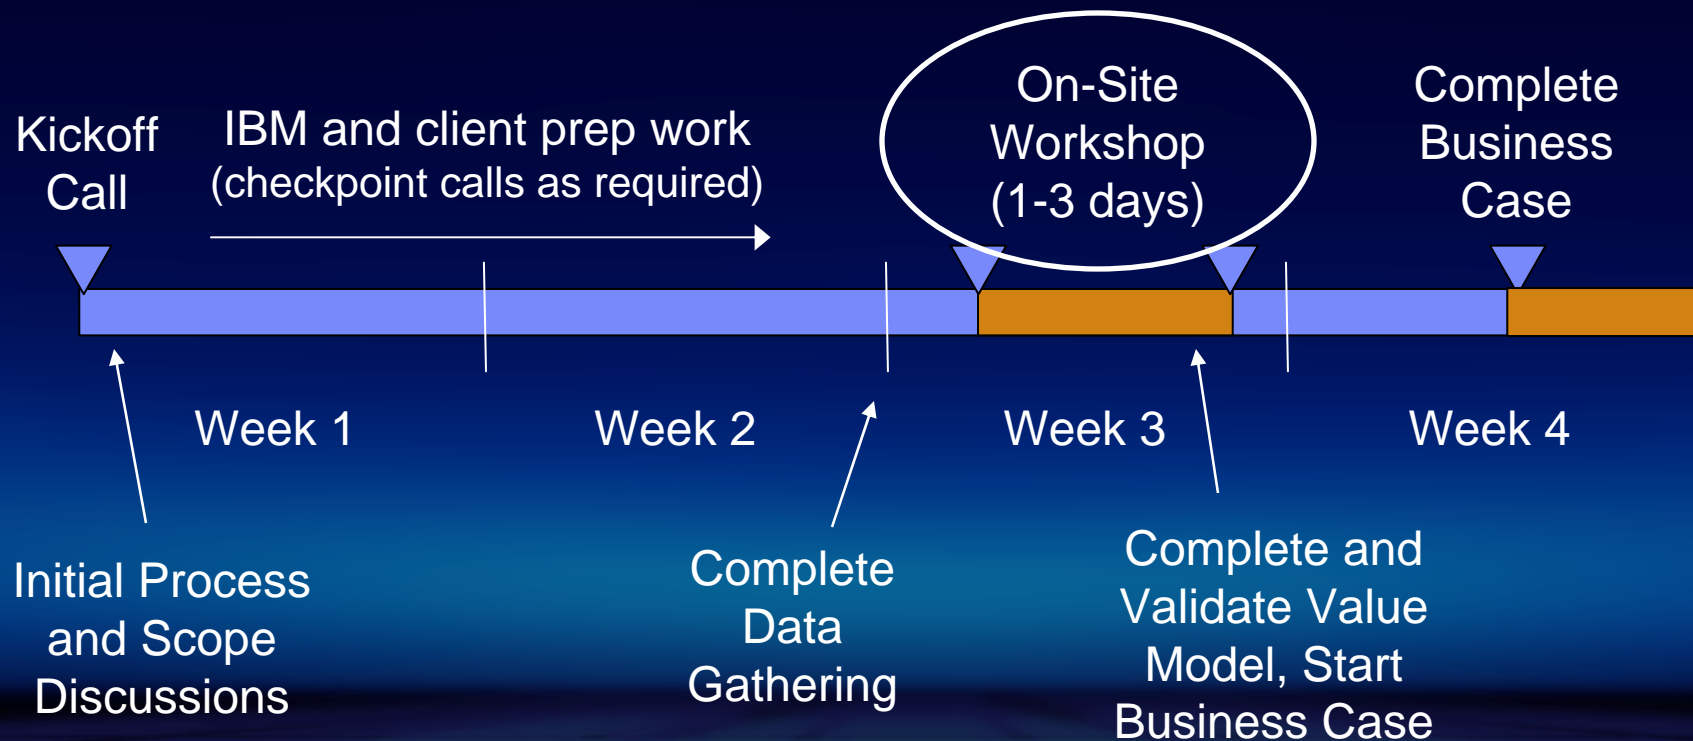 Kickoff
Call
IBM and client prep work
(checkpoint calls as required)
On-Site
Workshop
(1-3 days)
Complete
Business
Case
Week 1
Week 2
Week 3
Week 4
Initial Process
and Scope
Discussions
Complete
Data
Gathering
Complete and
Validate Value
Model, Start
Business Case